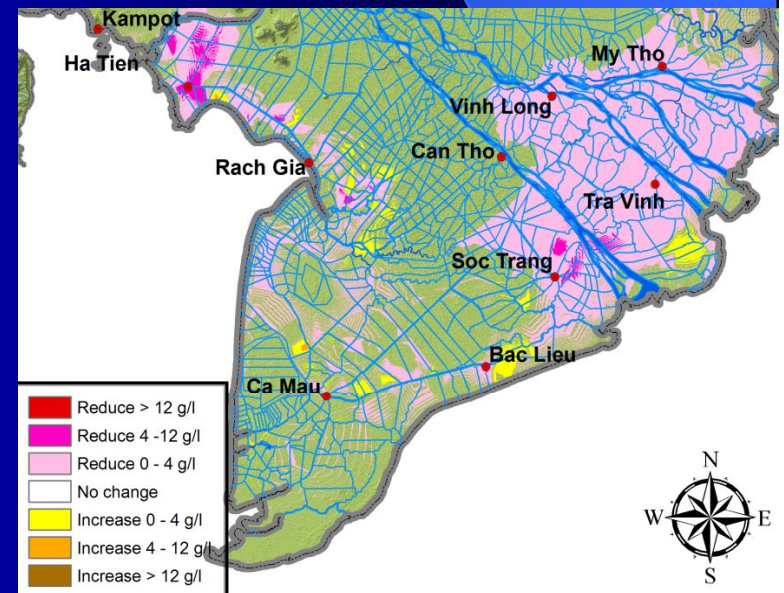 Kampot
Ha Tien
My Tho
Vinh Long
Can Tho
Rach Gia
Tra Vinh
Soc Trang
Bac Lieu
Ca Mau
Reduce > 12 g/l
Reduce 4 -12 g/l
Reduce 0 - 4 g/l
No change
Increase 0 - 4 g/l
Increase 4 - 12 g/l
Increase > 12 g/l
N
W E
S